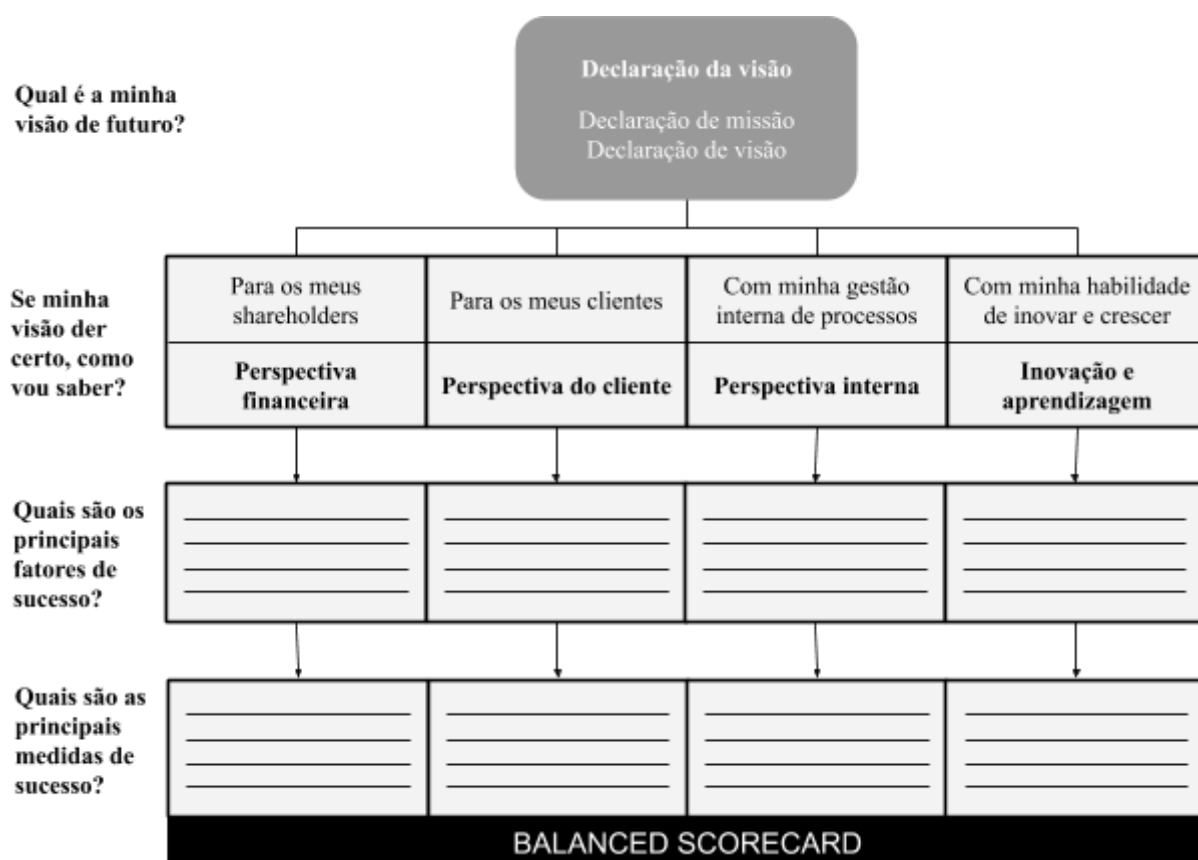 Qual é a minha
visão de futuro?
Declaração da visão
Declaração de missão
Declaração de visão
Se minha
visão der
certo, como
vou saber?
Para os meus
shareholders
Para os meus clientes
Com minha gestão
interna de processos
Com minha habilidade
de inovar e crescer
Perspectiva
financeira
Perspectiva do cliente
Perspectiva interna
Inovação e
aprendizagem
Quais são os
principais
fatores de
sucesso?
Quais são as
principais
medidas de
sucesso?
BALANCED SCORECARD